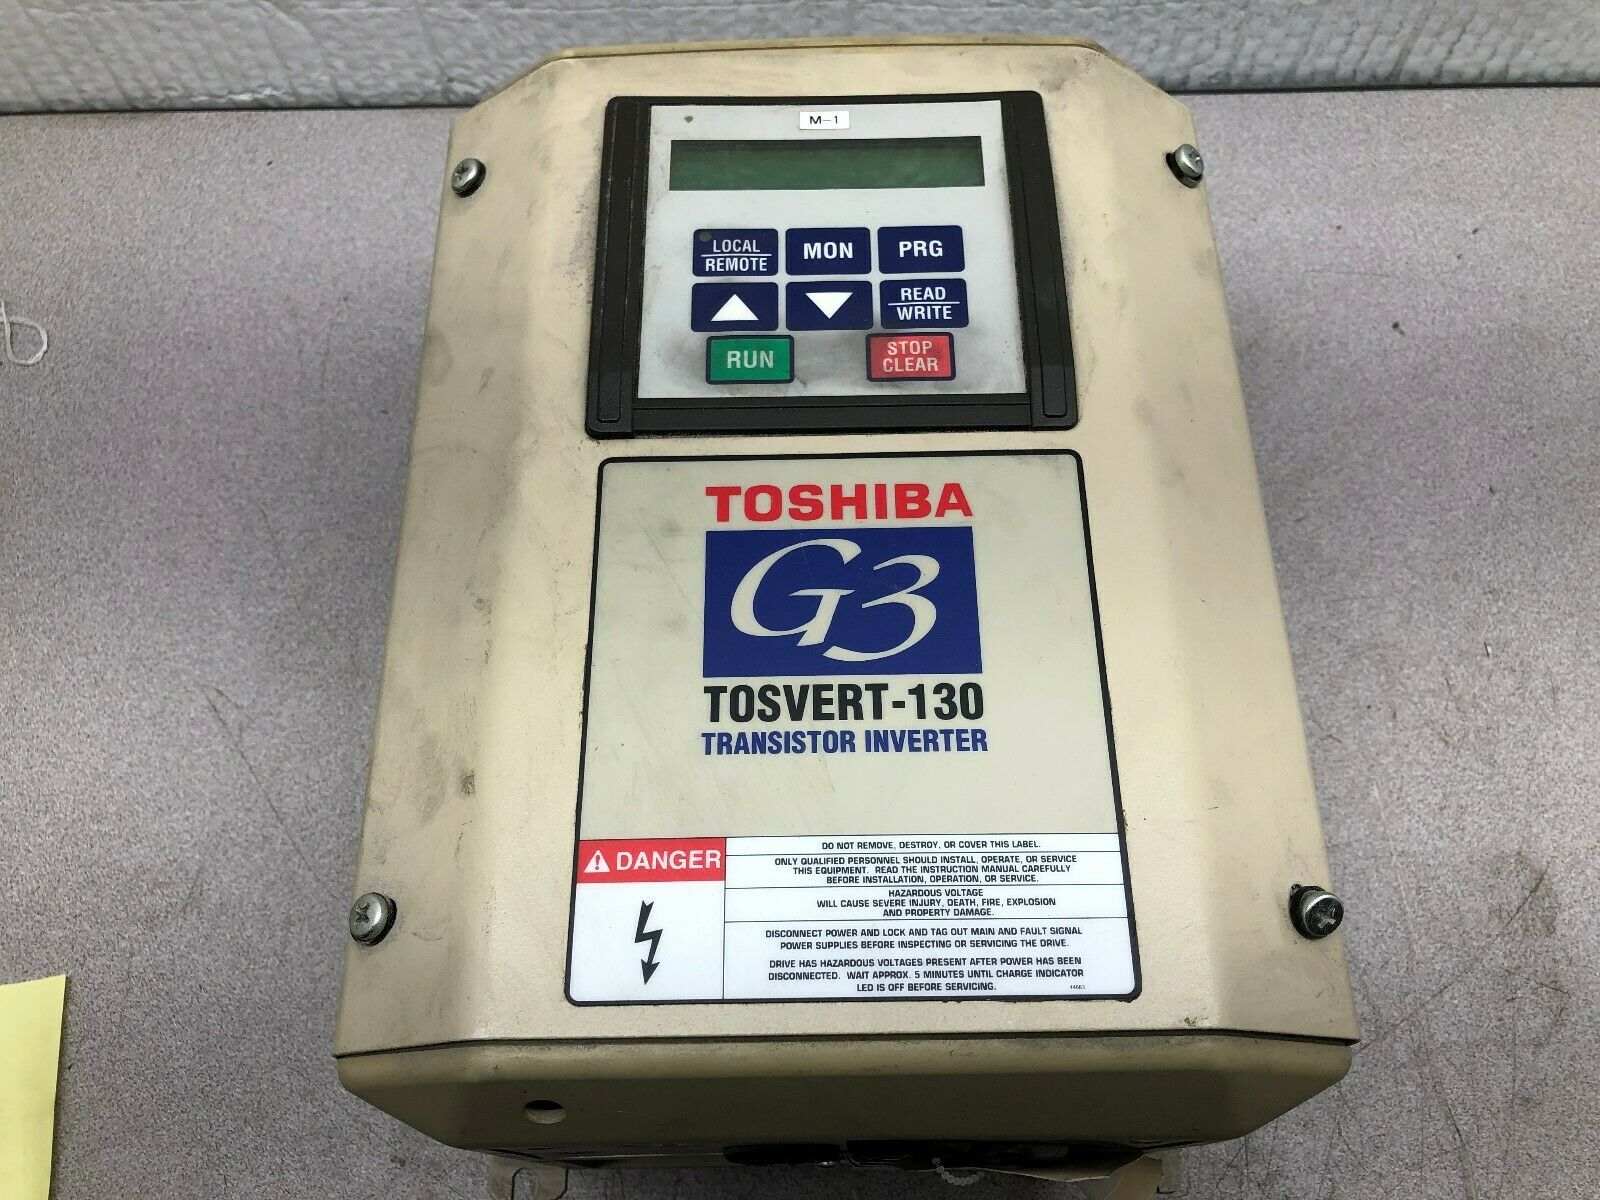 M-1
LOCAL
REMOTE
MON
PRG
READ
WRITE
RUN
STOP
CLEAR
TOSHIBA
G3
TOSVERT-130
TRANSISTOR INVERTER
DANGER
DO NOT REMOVE, DESTROY, OR COVER THIS LABEL.
ONLY QUALIFIED PERSONNEL SHOULD INSTALL, OPERATE, OR SERVICE
THIS EQUIPMENT. READ THE INSTRUCTION MANUAL CAREFULLY
BEFORE INSTALLATION, OPERATION, OR SERVICE.
HAZARDOUS VOLTAGE
WILL CAUSE SEVERE INJURY, DEATH, FIRE, EXPLOSION
AND PROPERTY DAMAGE.
DISCONNECT POWER AND LOCK AND TAG OUT MAIN AND FAULT SIGNAL
POWER SUPPLIES BEFORE INSPECTING OR SERVICING THE DRIVE.
DRIVE HAS HAZARDOUS VOLTAGES PRESENT AFTER POWER HAS BEEN
DISCONNECTED. WAIT APPROX. 5 MINUTES UNTIL CHARGE INDICATOR
LED IS OFF BEFORE SERVICING.
44663